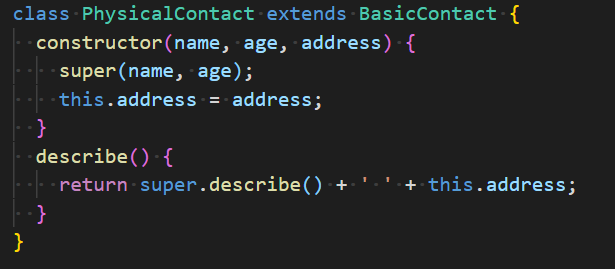 class PhysicalContact extends BasicContact {
  constructor(name, age, address) {
    super(name, age);
    this.address = address;
  }
  describe() {
    return super.describe() + ' ' + this.address;
  }
}